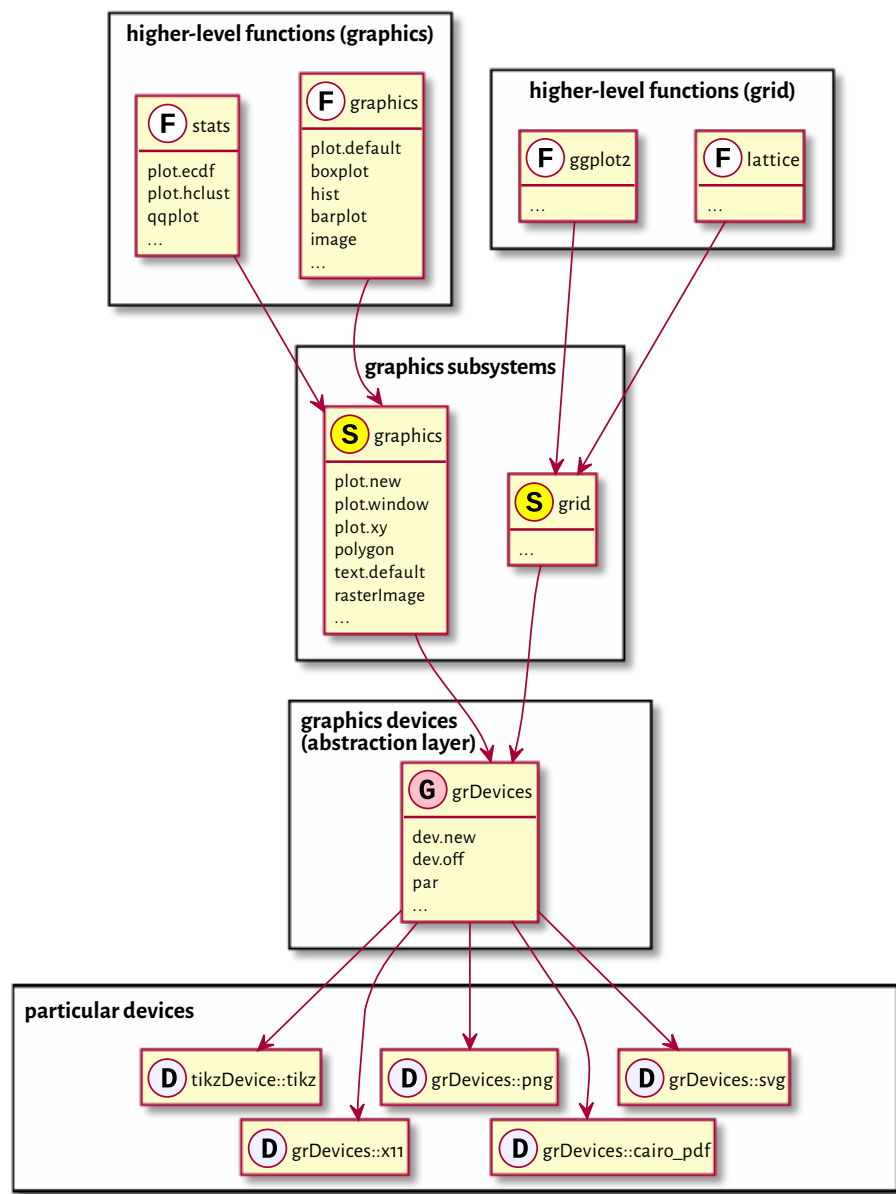 higher-level functions (graphics)
F stats
plot.ecdf
plot.hclust
qqplot
...
F graphics
plot.default
boxplot
hist
barplot
image
...
higher-level functions (grid)
F ggplot2
...
F lattice
...
graphics subsystems
S graphics
plot.new
plot.window
plot.xy
polygon
text.default
rasterImage
...
S grid
...
graphics devices
(abstraction layer)
G grDevices
dev.new
dev.off
par
...
particular devices
D tikzDevice::tikz
D grDevices::png
D grDevices::svg
D grDevices::x11
D grDevices::cairo_pdf